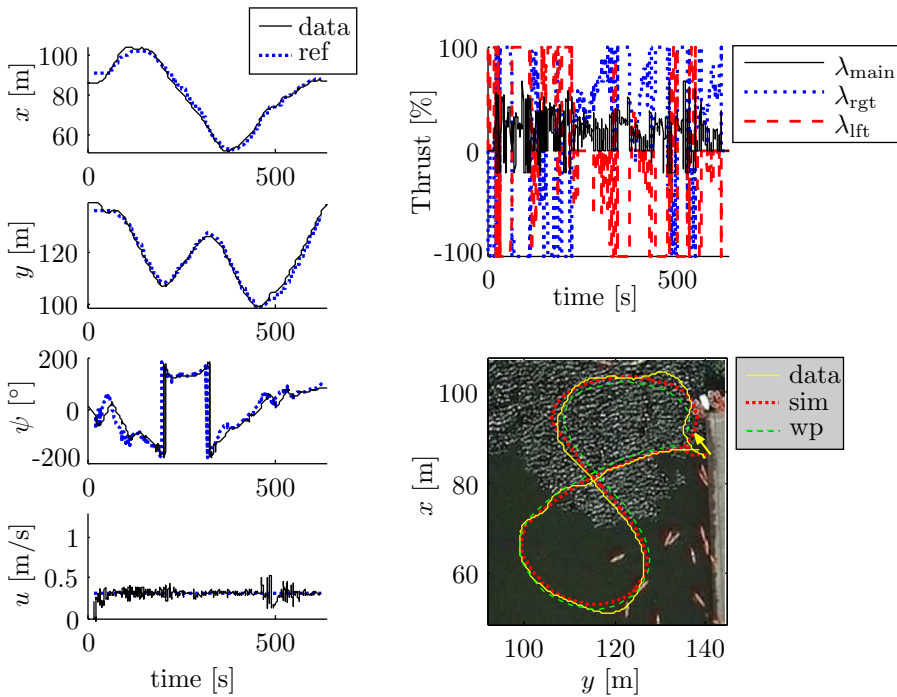 data
ref
100
80
60
0
500
x [m]
120
100
0
500
y [m]
200
0
-200
0
500
ψ [°]
1
0.5
0
0
500
u [m/s]
time [s]
100
0
-100
0
500
Thrust [%]
time [s]
λmain
λrgt
λlft
100
80
60
100
120
140
x [m]
y [m]
data
sim
wp